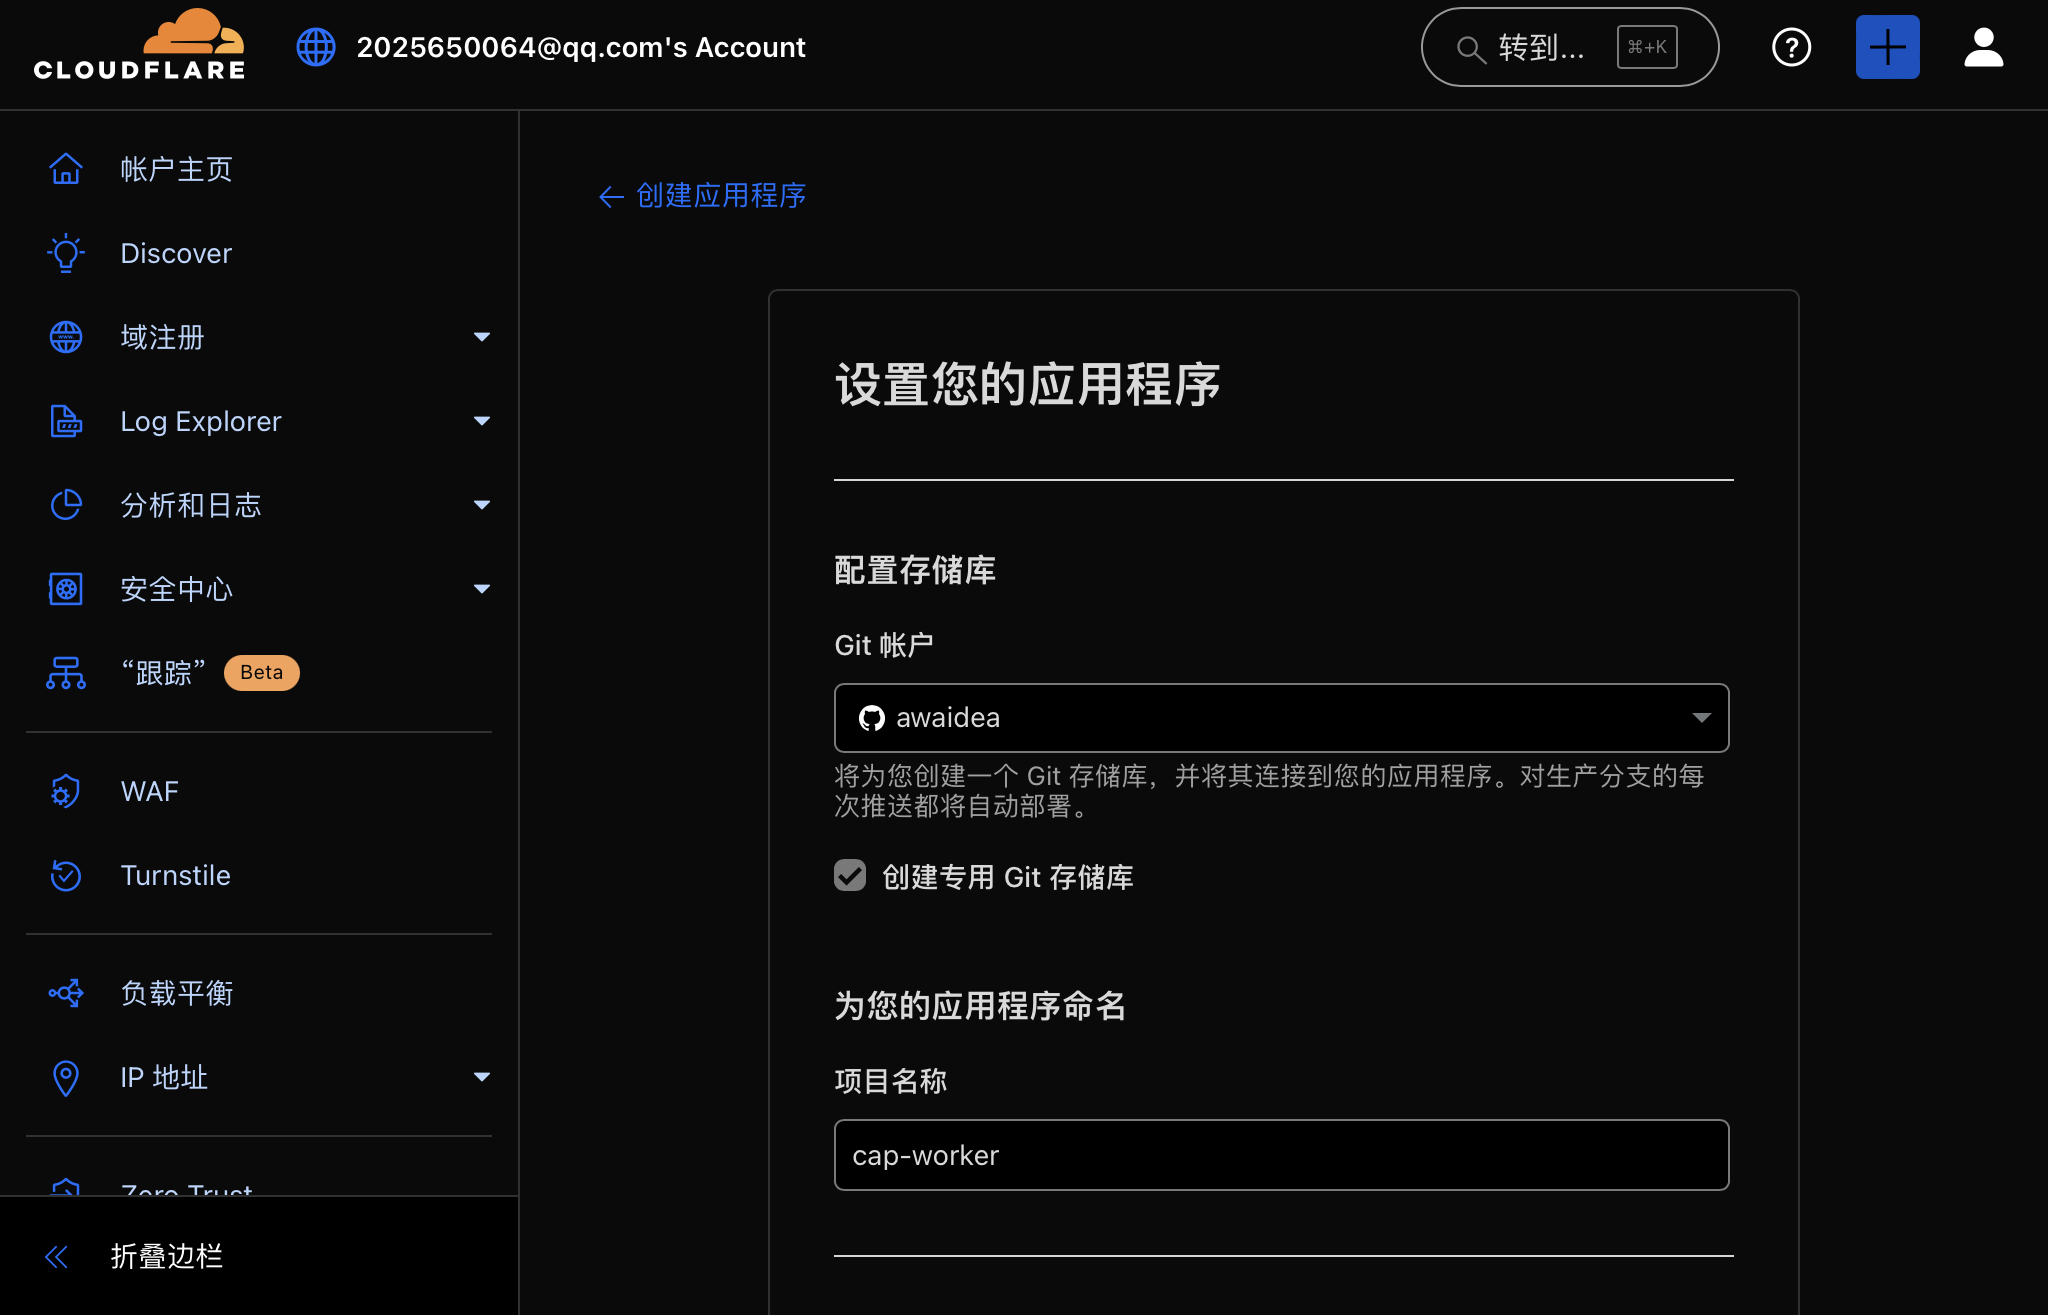 CLOUDFLARE
2025650064@qq.com's Account
转到...
⌘+K
帐户主页
Discover
域注册
Log Explorer
分析和日志
安全中心
“跟踪” Beta
WAF
Turnstile
负载平衡
IP 地址
Zero Trust
折叠边栏
← 创建应用程序
设置您的应用程序
配置存储库
Git 帐户
awaidea
将为您创建一个 Git 存储库，并将其连接到您的应用程序。对生产分支的每
次推送都将自动部署。
创建专用 Git 存储库
为您的应用程序命名
项目名称
cap-worker